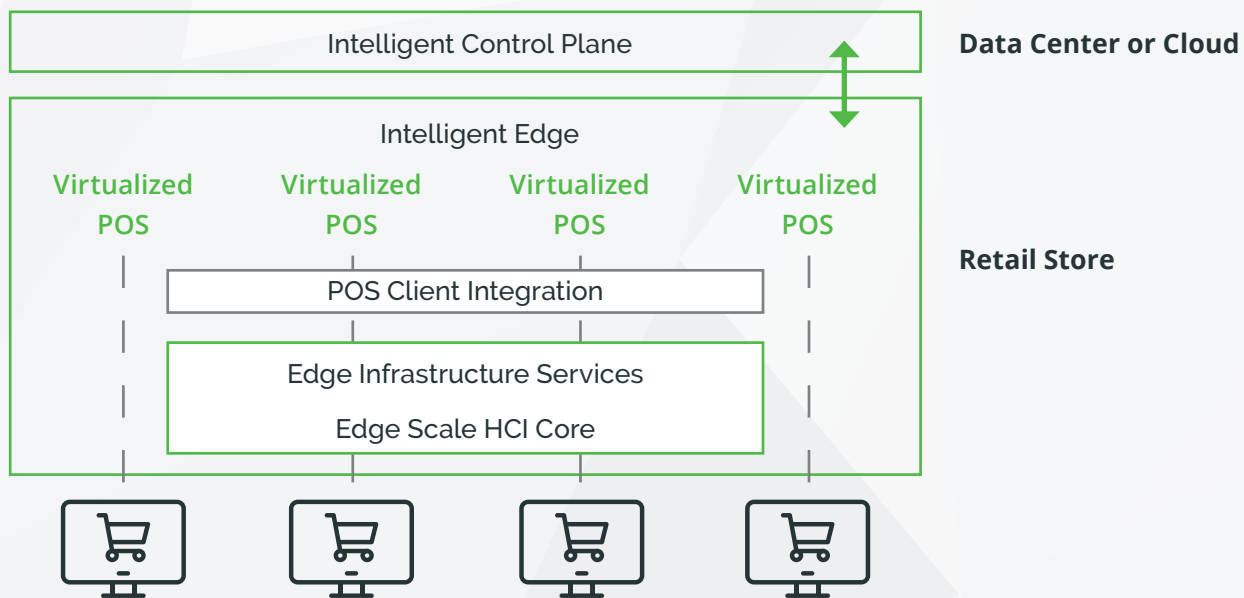 Intelligent Control Plane
Data Center or Cloud
Intelligent Edge
Virtualized
POS
Virtualized
POS
Virtualized
POS
Virtualized
POS
Retail Store
POS Client Integration
Edge Infrastructure Services
Edge Scale HCI Core